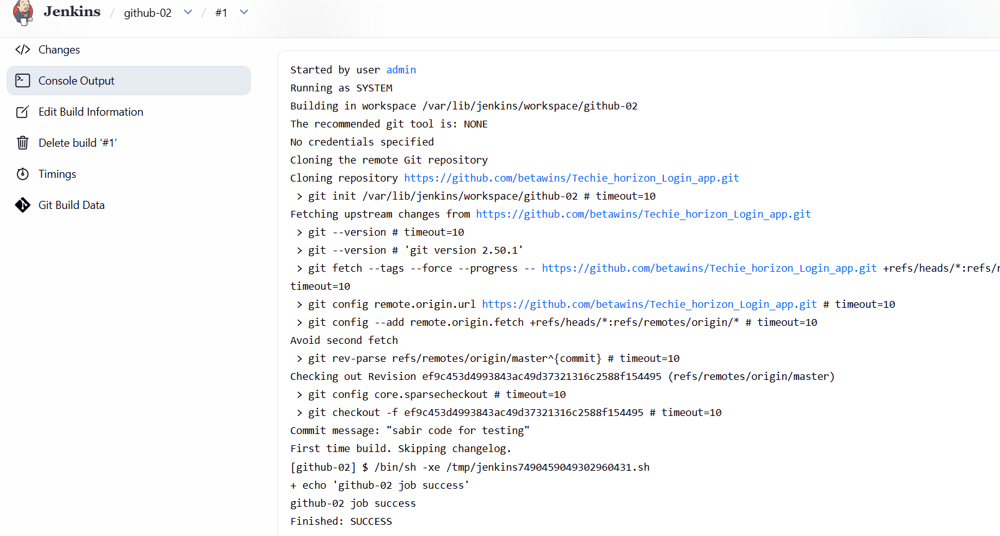 Jenkins / github-02 / #1
Changes
Console Output
Edit Build Information
Delete build ‘#1’
Timings
Git Build Data
Started by user admin
Running as SYSTEM
Building in workspace /var/lib/jenkins/workspace/github-02
The recommended git tool is: NONE
No credentials specified
Cloning the remote Git repository
Cloning repository https://github.com/betawins/Techie_horizon_Login_app.git
> git init /var/lib/jenkins/workspace/github-02 # timeout=10
Fetching upstream changes from https://github.com/betawins/Techie_horizon_Login_app.git
> git --version # timeout=10
> git --version # 'git version 2.50.1'
> git fetch --tags --force --progress -- https://github.com/betawins/Techie_horizon_Login_app.git +refs/heads/*:refs/r
timeout=10
> git config remote.origin.url https://github.com/betawins/Techie_horizon_Login_app.git # timeout=10
> git config --add remote.origin.fetch +refs/heads/*:refs/remotes/origin/* # timeout=10
Avoid second fetch
> git rev-parse refs/remotes/origin/master^{commit} # timeout=10
Checking out Revision ef9c453d4993843ac49d37321316c2588f154495 (refs/remotes/origin/master)
> git config core.sparsecheckout # timeout=10
> git checkout -f ef9c453d4993843ac49d37321316c2588f154495 # timeout=10
Commit message: "sabir code for testing"
First time build. Skipping changelog.
[github-02] $ /bin/sh -xe /tmp/jenkins7490459049302960431.sh
+ echo 'github-02 job success'
github-02 job success
Finished: SUCCESS